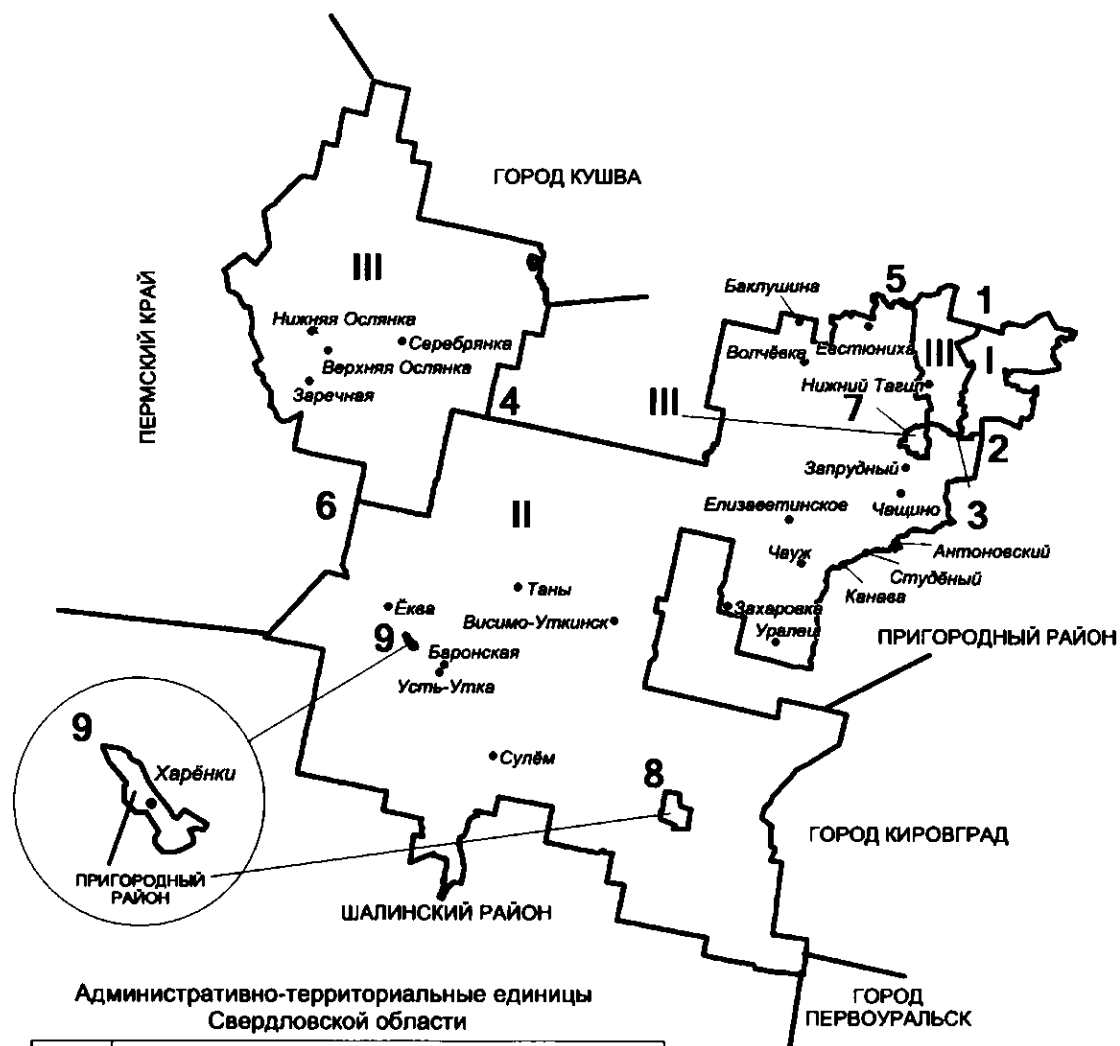 ГОРОД КУШВА
ПЕРМСКИЙ КРАЙ
III
Нижняя Ослянка
Серебрянка
Верхняя Ослянка
Заречная
Баклушина
5
1
Волчёвка
Евстюниха
III
I
Нижний Тагил
4
III
7
2
Запрудный
6
II
Елизаветинское
Чащино
3
Чауж
Антоновский
Студёный
Канава
Таны
Ёква
Висимо-Уткинск
Захаровка
Уралец
ПРИГОРОДНЫЙ РАЙОН
9
Баронская
Усть-Утка
9
Харёнки
Сулём
8
ГОРОД КИРОВГРАД
ПРИГОРОДНЫЙ
РАЙОН
ШАЛИНСКИЙ РАЙОН
ГОРОД
ПЕРВОУРАЛЬСК
Административно-территориальные единицы
Свердловской области